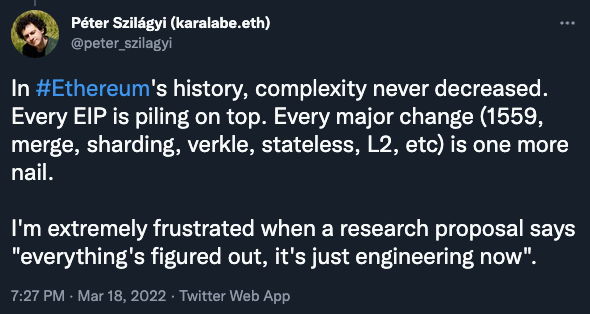 Péter Szilágyi (karalabe.eth)
@peter_szilagyi
In #Ethereum's history, complexity never decreased.
Every EIP is piling on top. Every major change (1559,
merge, sharding, verkle, stateless, L2, etc) is one more
nail.
I'm extremely frustrated when a research proposal says
"everything's figured out, it's just engineering now".
7:27 PM · Mar 18, 2022 · Twitter Web App